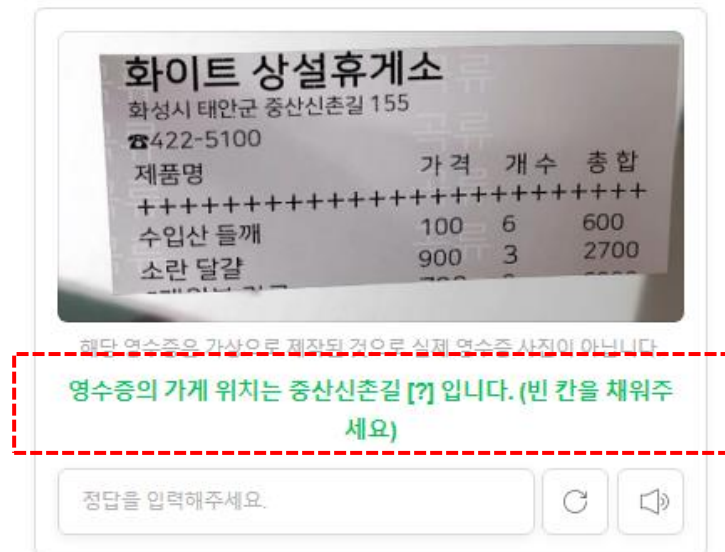 화이트 상설휴게소
화성시 태안군 중산신촌길 155
☎422-5100
제품명 가격 개수 총합
++++++++++++++++++++++++
수입산 들깨 100 6 600
소란 달걀 900 3 2700
해당 영수증은 가상으로 제작된 것으로 실제 영수증 사진이 아닙니다
영수증의 가게 위치는 중산신촌길 [?] 입니다. (빈 칸을 채워주
세요)
정답을 입력해주세요.